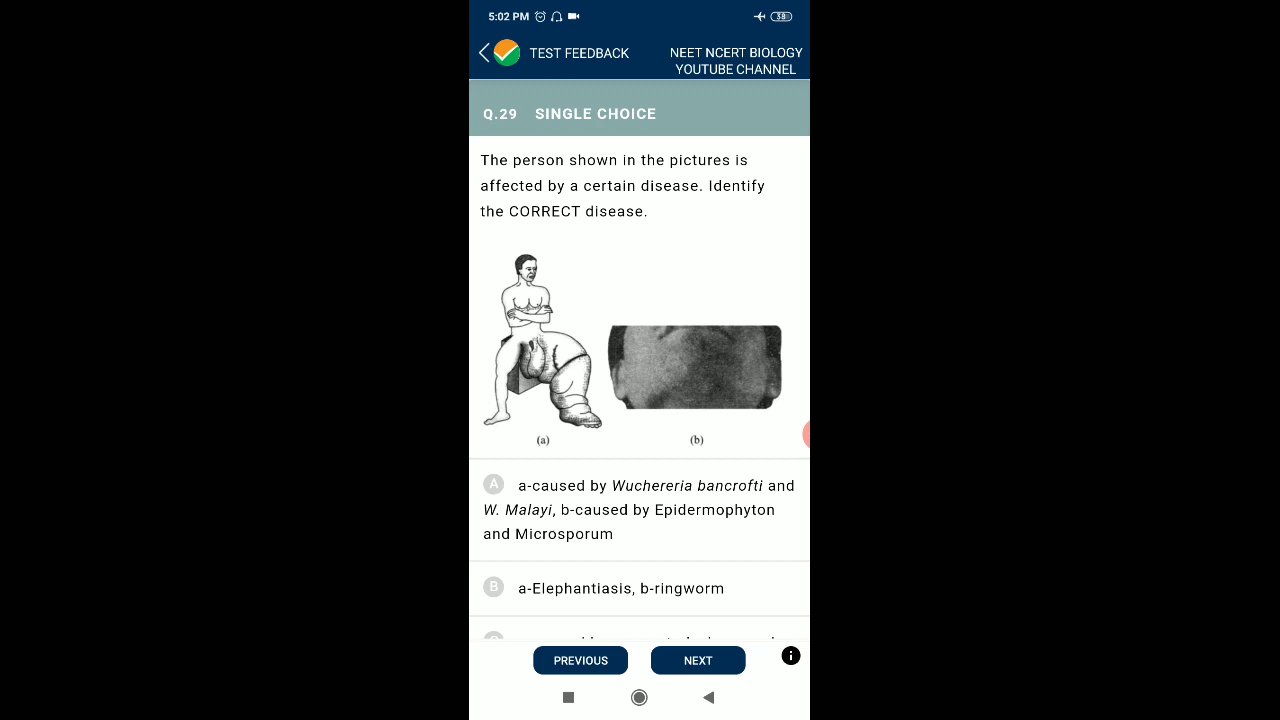 5:02 PM
38
TEST FEEDBACK
NEET NCERT BIOLOGY
YOUTUBE CHANNEL
Q.29 SINGLE CHOICE
The person shown in the pictures is
affected by a certain disease. Identify
the CORRECT disease.
(a)
(b)
A a-caused by Wuchereria bancrofti and
W. Malayi, b-caused by Epidermophyton
and Microsporum
B a-Elephantiasis, b-ringworm
PREVIOUS
NEXT